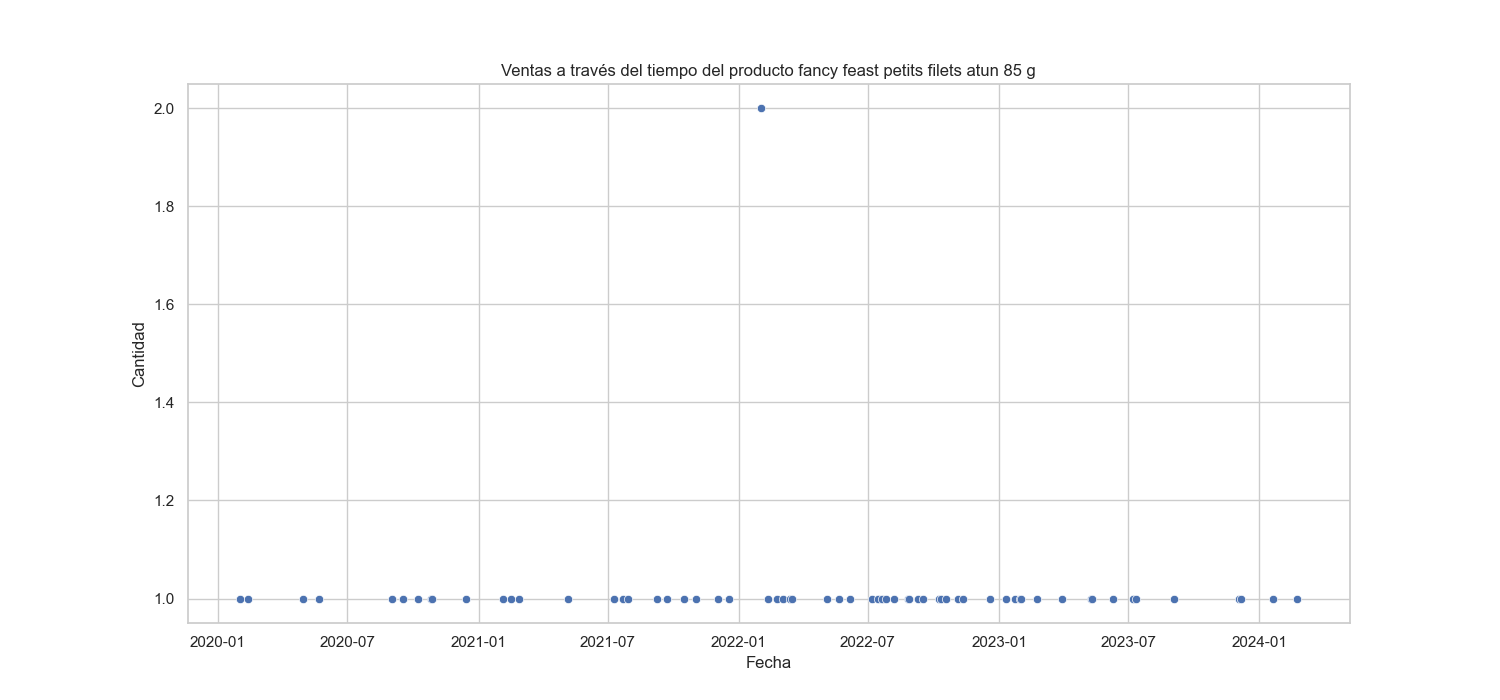 Ventas a través del tiempo del producto fancy feast petits filets atun 85 g
2.0
1.8
1.6
1.4
1.2
1.0
Cantidad
2020-01 2020-07 2021-01 2021-07 2022-01 2022-07 2023-01 2023-07 2024-01
Fecha